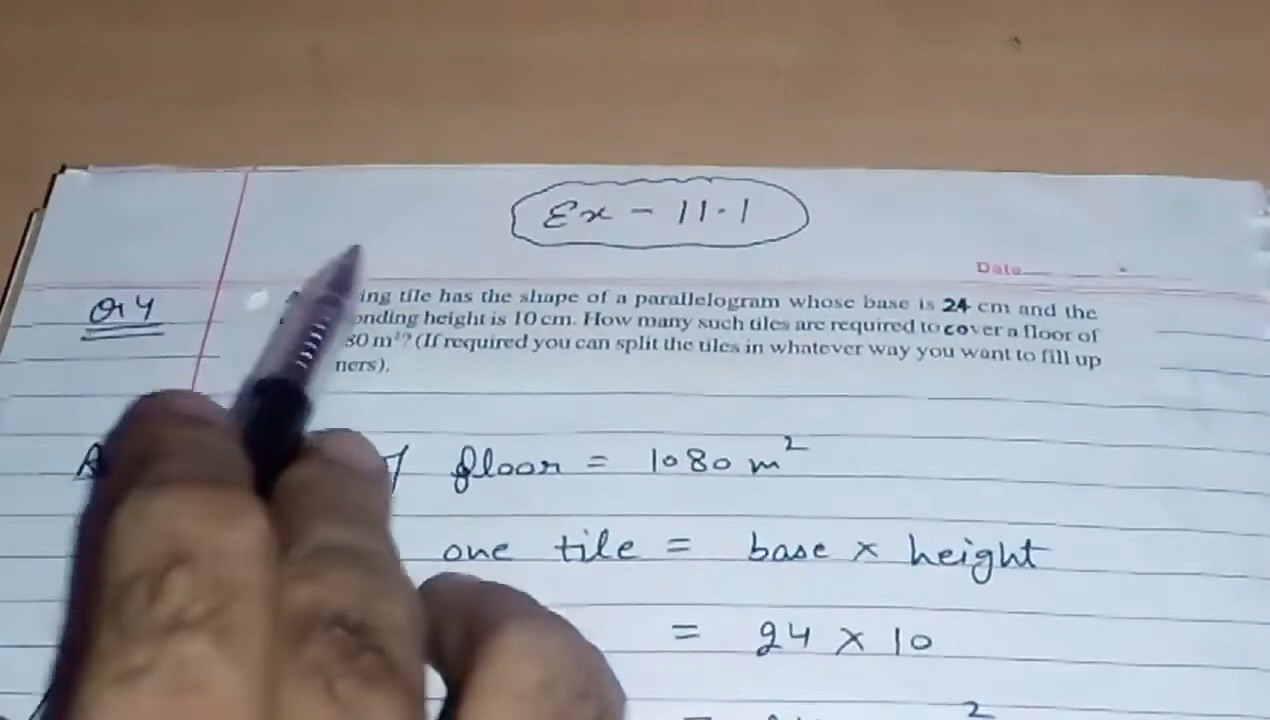 Ex - 11.1
Date
Qr 4
ing tile has the shape of a parallelogram whose base is 24 cm and the
onding height is 10 cm. How many such tiles are required to cover a floor of
80 m²? (If required you can split the tiles in whatever way you want to fill up
ners).
floor = 1080 m²
one tile = base × height
= 24 × 10